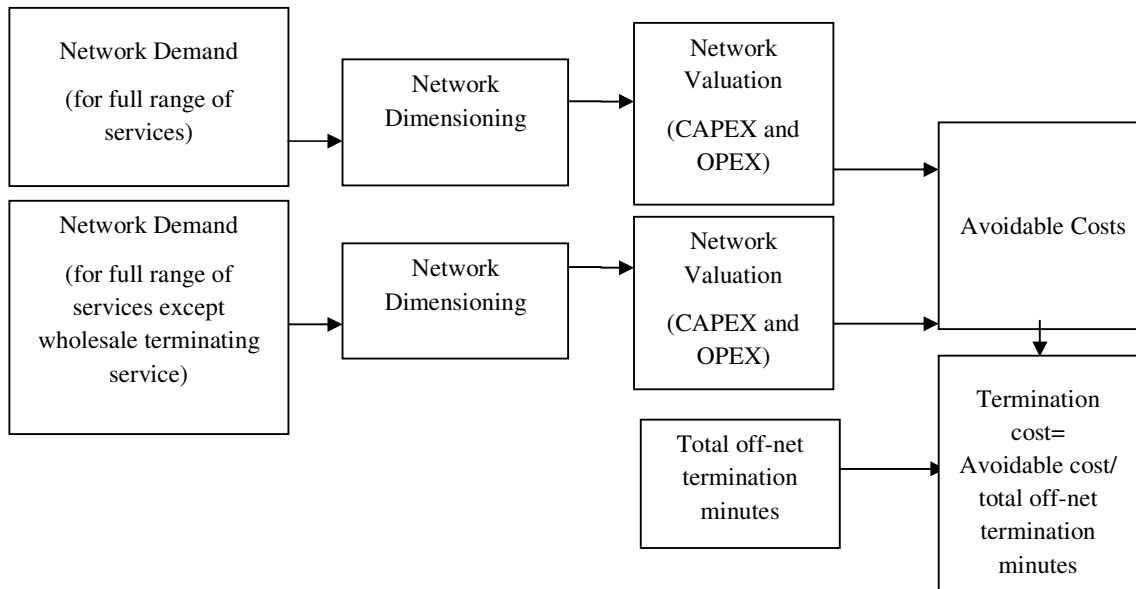 Network Demand
(for full range of
services)
Network
Dimensioning
Network
Valuation
(CAPEX and
OPEX)
Network Demand
(for full range of
services except
wholesale terminating
service)
Network
Dimensioning
Network
Valuation
(CAPEX and
OPEX)
Avoidable Costs
Total off-net
termination
minutes
Termination
cost=
Avoidable cost/
total off-net
termination
minutes